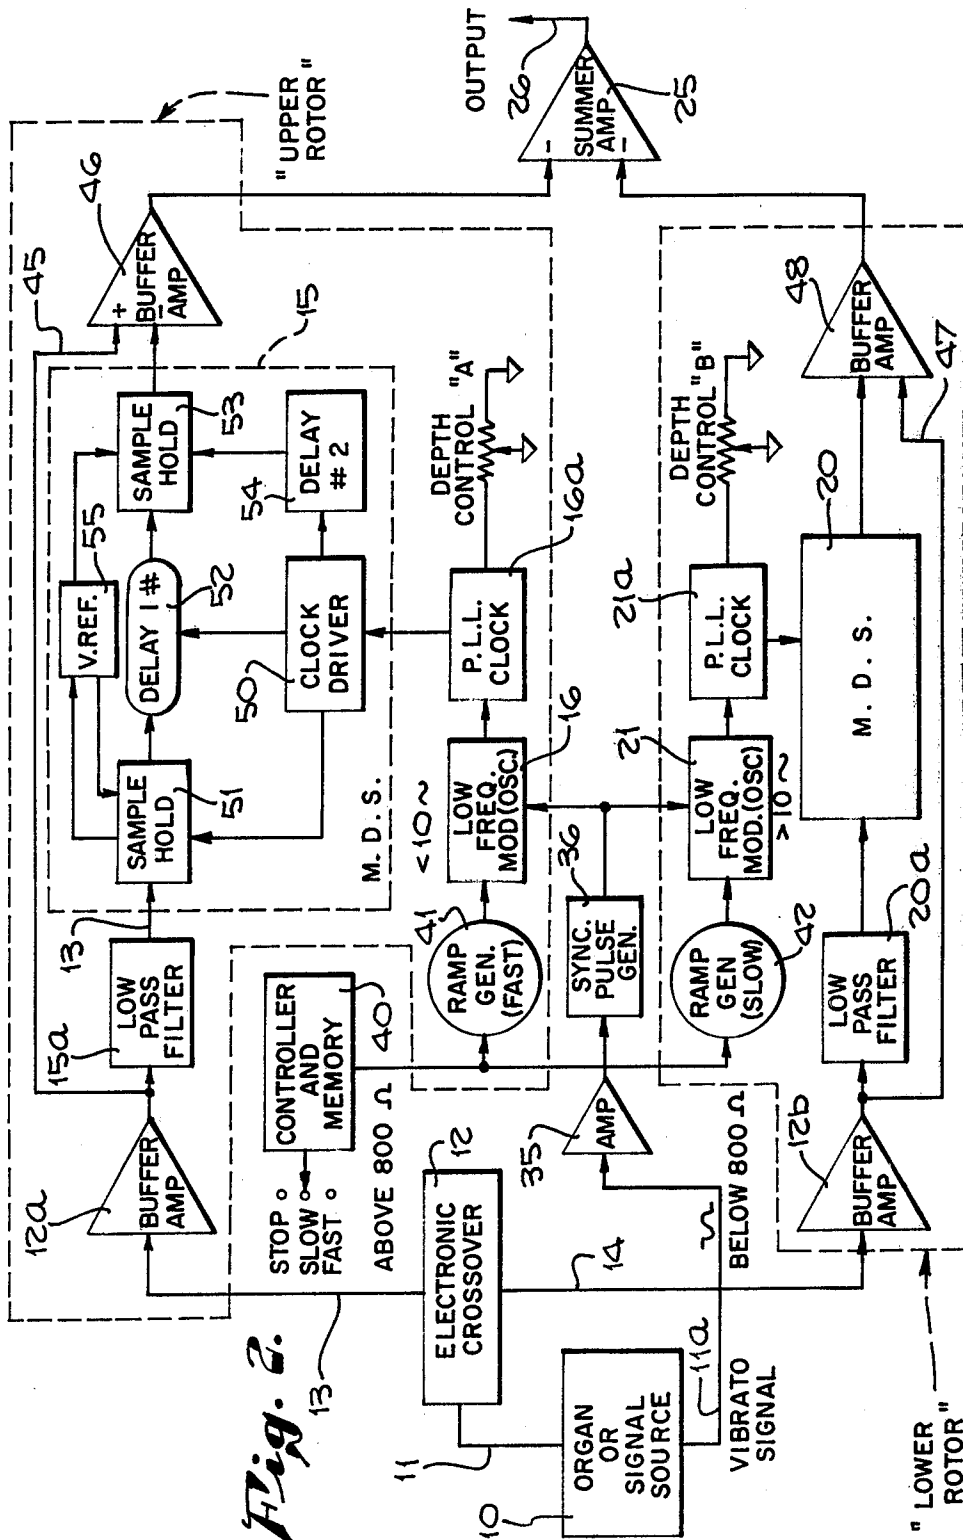 Fig. 2.
10
ORGAN
OR
SIGNAL
SOURCE
11
11a
VIBRATO
SIGNAL
ELECTRONIC
CROSSOVER
12
13
14
ABOVE 800 Ω
BELOW 800 Ω
~
STOP
SLOW
FAST
CONTROLLER
AND
MEMORY
40
12a
BUFFER
AMP
15a
LOW
PASS
FILTER
13
SAMPLE
HOLD
51
V.REF.
55
DELAY 1 #
52
SAMPLE
HOLD
53
50
CLOCK
DRIVER
54
DELAY
# 2
M. D. S.
15
45
+
BUFFER
–
AMP
46
"UPPER
ROTOR"
41
RAMP
GEN.
(FAST)
<10~
LOW
FREQ.
MOD(OSC.)
16
P. L. L.
CLOCK
16a
DEPTH
CONTROL "A"
35
AMP
SYNC.
PULSE
GEN.
36
RAMP
GEN
(SLOW)
42
21
LOW
FREQ.
MOD.(OSC)
>10~
21a
P. L. L.
CLOCK
DEPTH
CONTROL "B"
12b
BUFFER
AMP
LOW
PASS
FILTER
20a
M. D. S.
20
BUFFER
AMP
48
47
"LOWER
ROTOR"
–
SUMMER
AMP
–
25
26
OUTPUT